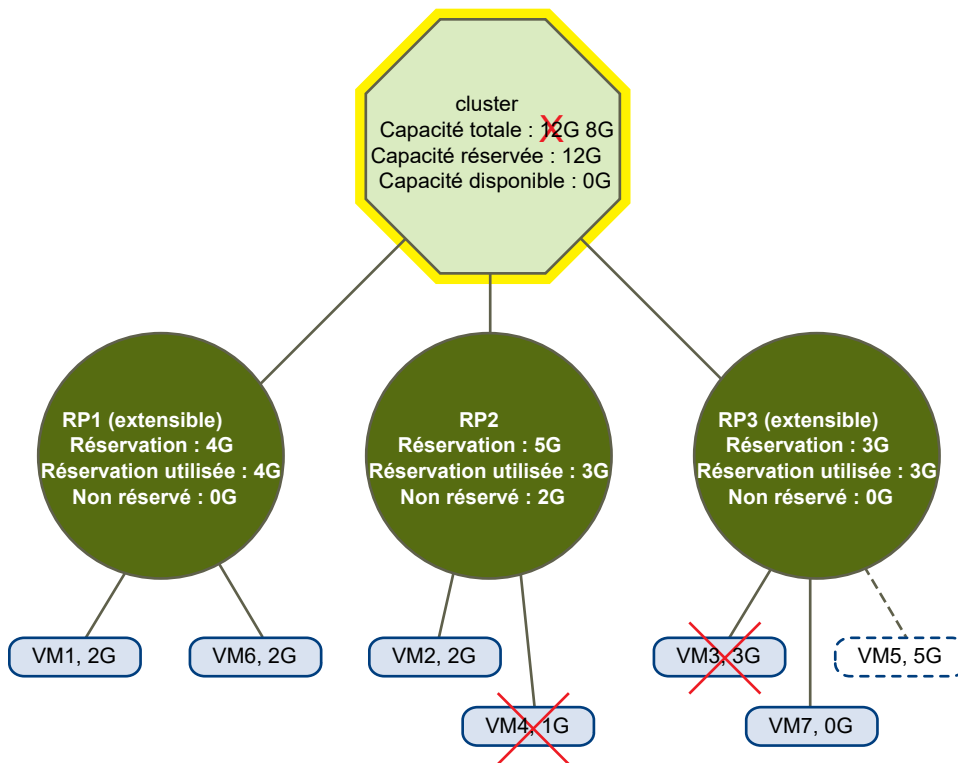 cluster
Capacité totale : 12G 8G
Capacité réservée : 12G
Capacité disponible : 0G
RP1 (extensible)
Réservation : 4G
Réservation utilisée : 4G
Non réservé : 0G
RP2
Réservation : 5G
Réservation utilisée : 3G
Non réservé : 2G
RP3 (extensible)
Réservation : 3G
Réservation utilisée : 3G
Non réservé : 0G
VM1, 2G
VM6, 2G
VM2, 2G
VM3, 3G
VM5, 5G
VM4, 1G
VM7, 0G